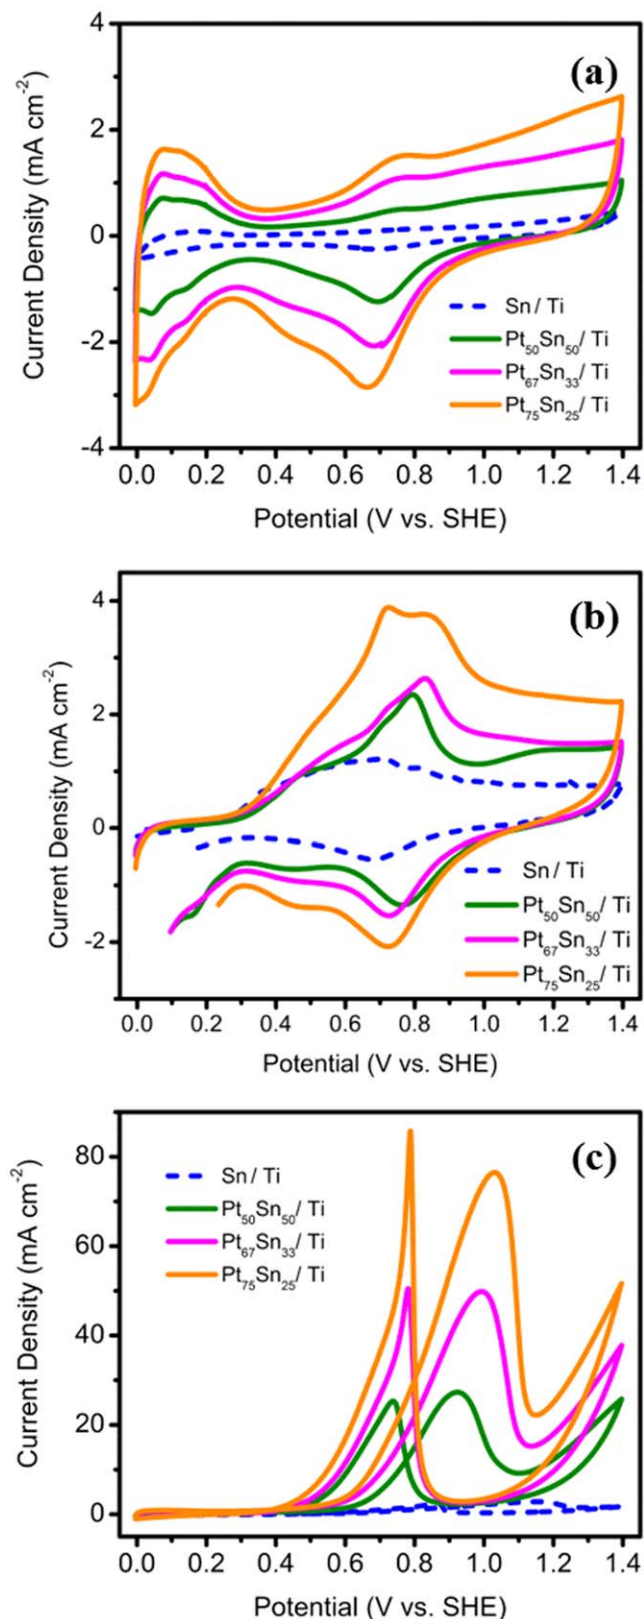 (a)
4
2
0
-2
-4
Current Density (mA cm⁻²)
Sn / Ti
Pt₅₀Sn₅₀/ Ti
Pt₆₇Sn₃₃/ Ti
Pt₇₅Sn₂₅/ Ti
0.0 0.2 0.4 0.6 0.8 1.0 1.2 1.4
Potential (V vs. SHE)
(b)
4
2
0
-2
Current Density (mA cm⁻²)
Sn / Ti
Pt₅₀Sn₅₀/ Ti
Pt₆₇Sn₃₃/ Ti
Pt₇₅Sn₂₅/ Ti
0.0 0.2 0.4 0.6 0.8 1.0 1.2 1.4
Potential (V vs. SHE)
(c)
80
60
40
20
0
Current Density (mA cm⁻²)
Sn / Ti
Pt₅₀Sn₅₀/ Ti
Pt₆₇Sn₃₃/ Ti
Pt₇₅Sn₂₅/ Ti
0.0 0.2 0.4 0.6 0.8 1.0 1.2 1.4
Potential (V vs. SHE)